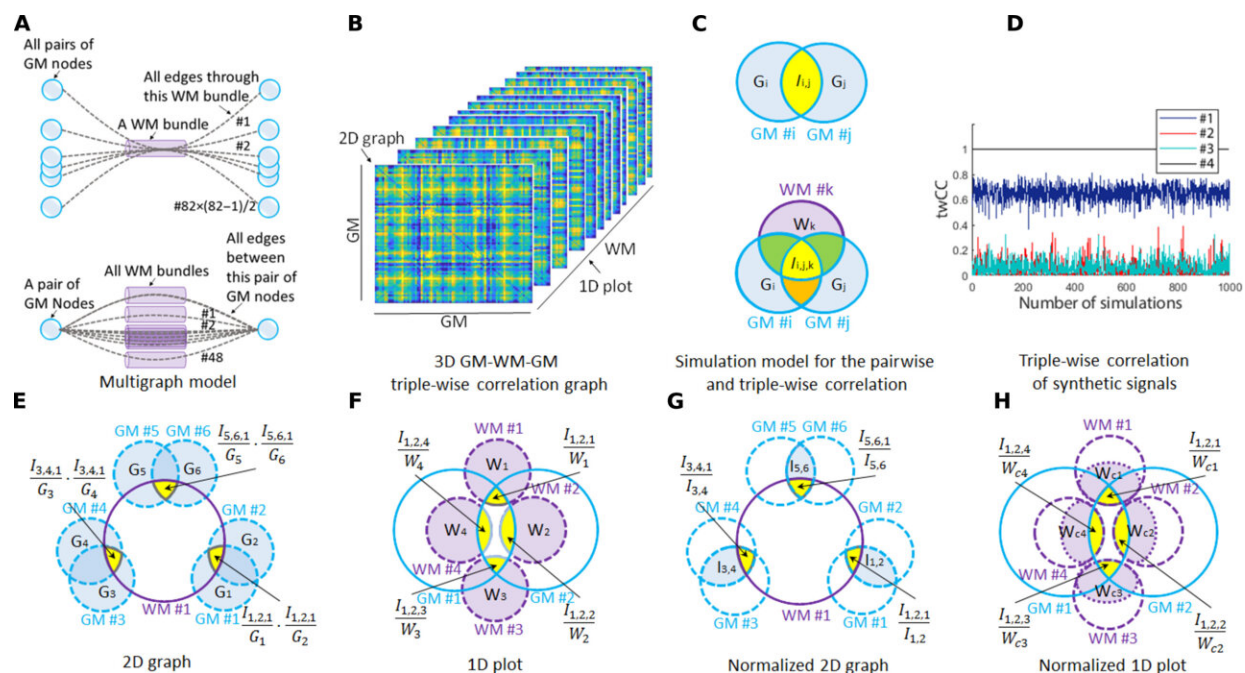 A
All pairs of
GM nodes
All edges through
this WM bundle
#1
A WM bundle
#2
#82×(82−1)/2
All edges
between
this pair of
GM nodes
All WM bundles
A pair of
GM Nodes
#1
#2
#48
Multigraph model
B
2D graph
GM
GM
WM
1D plot
3D GM-WM-GM
triple-wise correlation graph
C
Gi
Ii,j
Gj
GM #i
GM #j
WM #k
Wk
Ii,j,k
Gi
Gj
GM #i
GM #j
Simulation model for the pairwise
and triple-wise correlation
D
#1
#2
#3
#4
twCC
1
0.8
0.6
0.4
0.2
0
0 200 400 600 800 1000
Number of simulations
Triple-wise correlation
of synthetic signals
E
GM #5 GM #6
I5,6,1 / G5 · I5,6,1 / G6
G5 G6
I3,4,1 / G3 · I3,4,1 / G4
GM #4
GM #2
G4
G2
G3
G1
WM #1
GM #3
GM #1
I1,2,1 / G1 · I1,2,1 / G2
2D graph
F
WM #1
I1,2,4 / W4
I1,2,1 / W1
W1
WM #2
W4
W2
WM #4
GM #1
W3
GM #2
I1,2,3 / W3
WM #3
I1,2,2 / W2
1D plot
G
GM #5 GM #6
I5,6,1 / I5,6
I5,6
I3,4,1 / I3,4
GM #4
GM #2
I3,4
I1,2
GM #3
WM #1
GM #1
I1,2,1 / I1,2
Normalized 2D graph
H
WM #1
I1,2,4 / Wc4
I1,2,1 / Wc1
Wc1
WM #2
Wc4
Wc2
WM #4
GM #1
Wc3
GM #2
I1,2,3 / Wc3
WM #3
I1,2,2 / Wc2
Normalized 1D plot